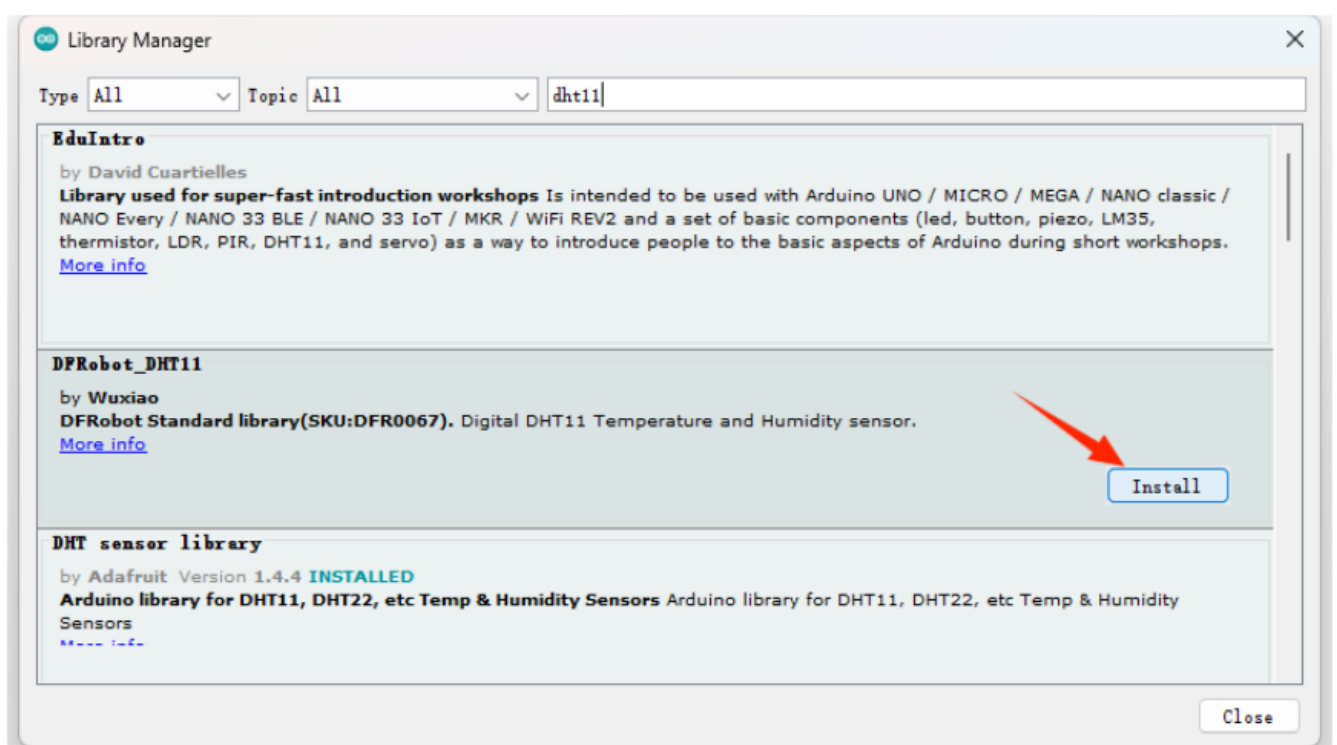 Library Manager
Type All Topic All dht11
EduIntro
by David Cuartielles
Library used for super-fast introduction workshops Is intended to be used with Arduino UNO / MICRO / MEGA / NANO classic /
NANO Every / NANO 33 BLE / NANO 33 IoT / MKR / WiFi REV2 and a set of basic components (led, button, piezo, LM35,
thermistor, LDR, PIR, DHT11, and servo) as a way to introduce people to the basic aspects of Arduino during short workshops.
More info
DFRobot_DHT11
by Wuxiao
DFRobot Standard library(SKU:DFR0067). Digital DHT11 Temperature and Humidity sensor.
More info
Install
DHT sensor library
by Adafruit Version 1.4.4 INSTALLED
Arduino library for DHT11, DHT22, etc Temp & Humidity Sensors Arduino library for DHT11, DHT22, etc Temp & Humidity
Sensors
More info
Close